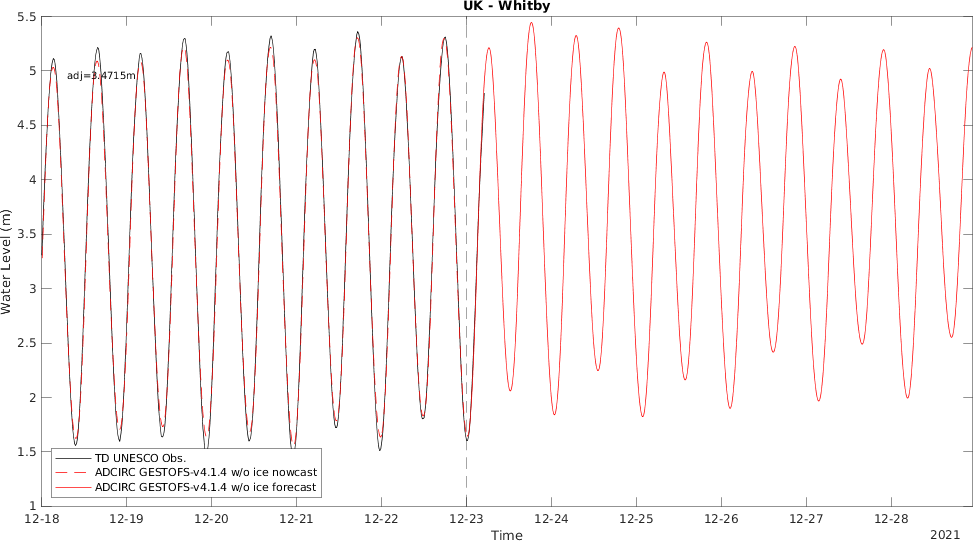 UK - Whitby
5.5
5
4.5
4
3.5
3
2.5
2
1.5
1
Water Level (m)
adj=3.4715m
TD UNESCO Obs.
ADCIRC GESTOFS-v4.1.4 w/o ice nowcast
ADCIRC GESTOFS-v4.1.4 w/o ice forecast
12-18 12-19 12-20 12-21 12-22 12-23 12-24 12-25 12-26 12-27 12-28
Time
2021